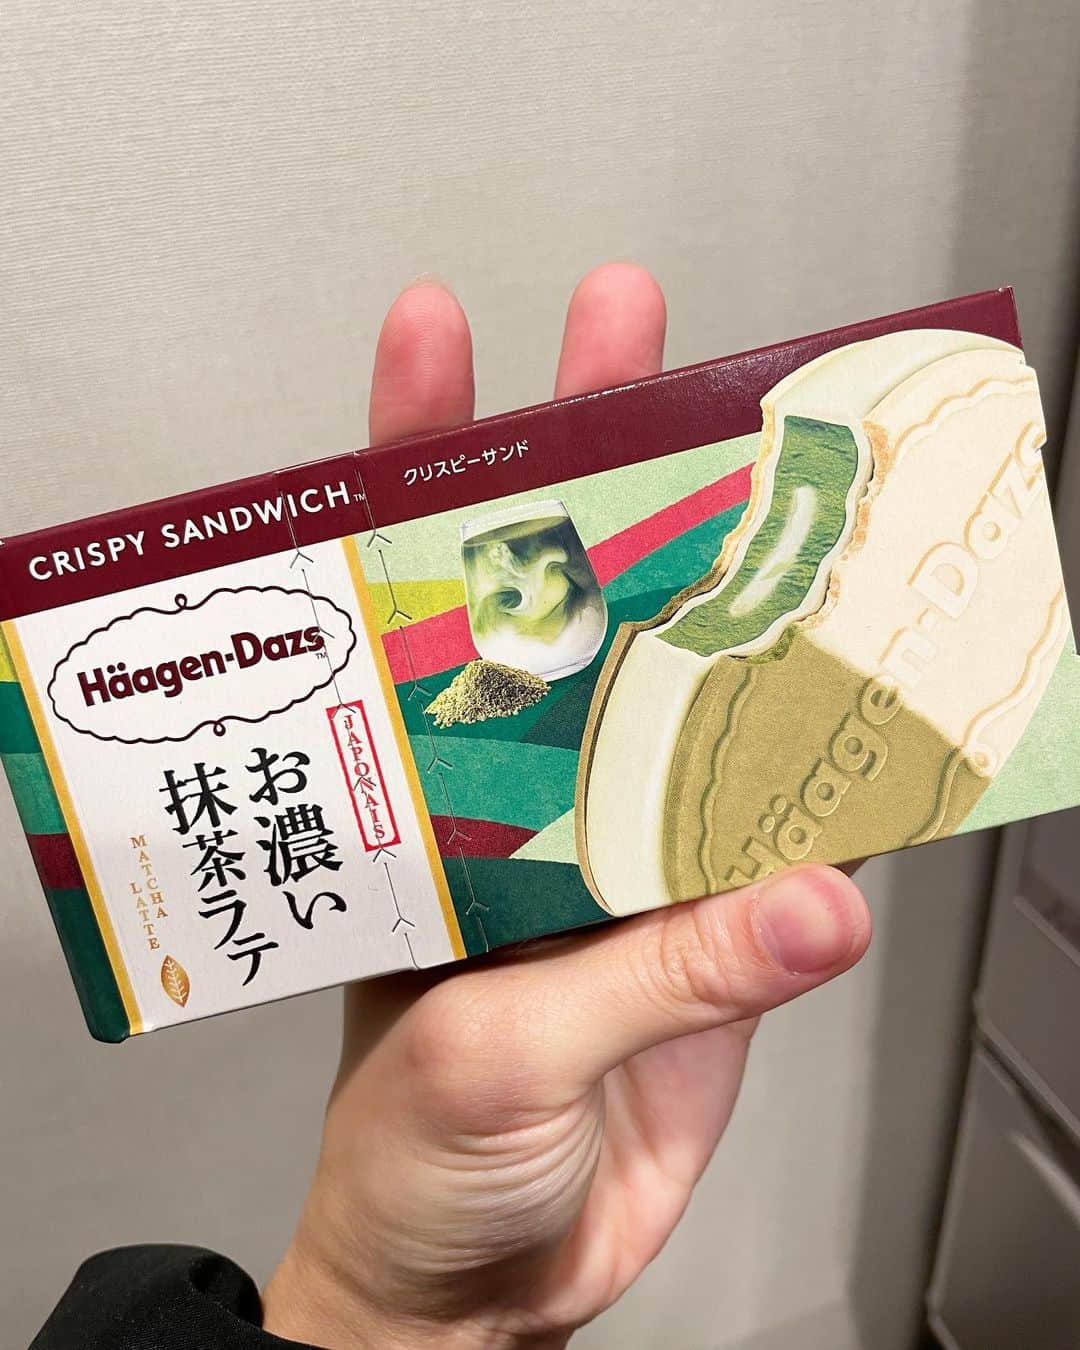 CRISPY SANDWICH™
クリスピーサンド
Häagen-Dazs™
JAPONAIS
お濃い
抹茶ラテ
MATCHA
LATTE
Häagen-Dazs